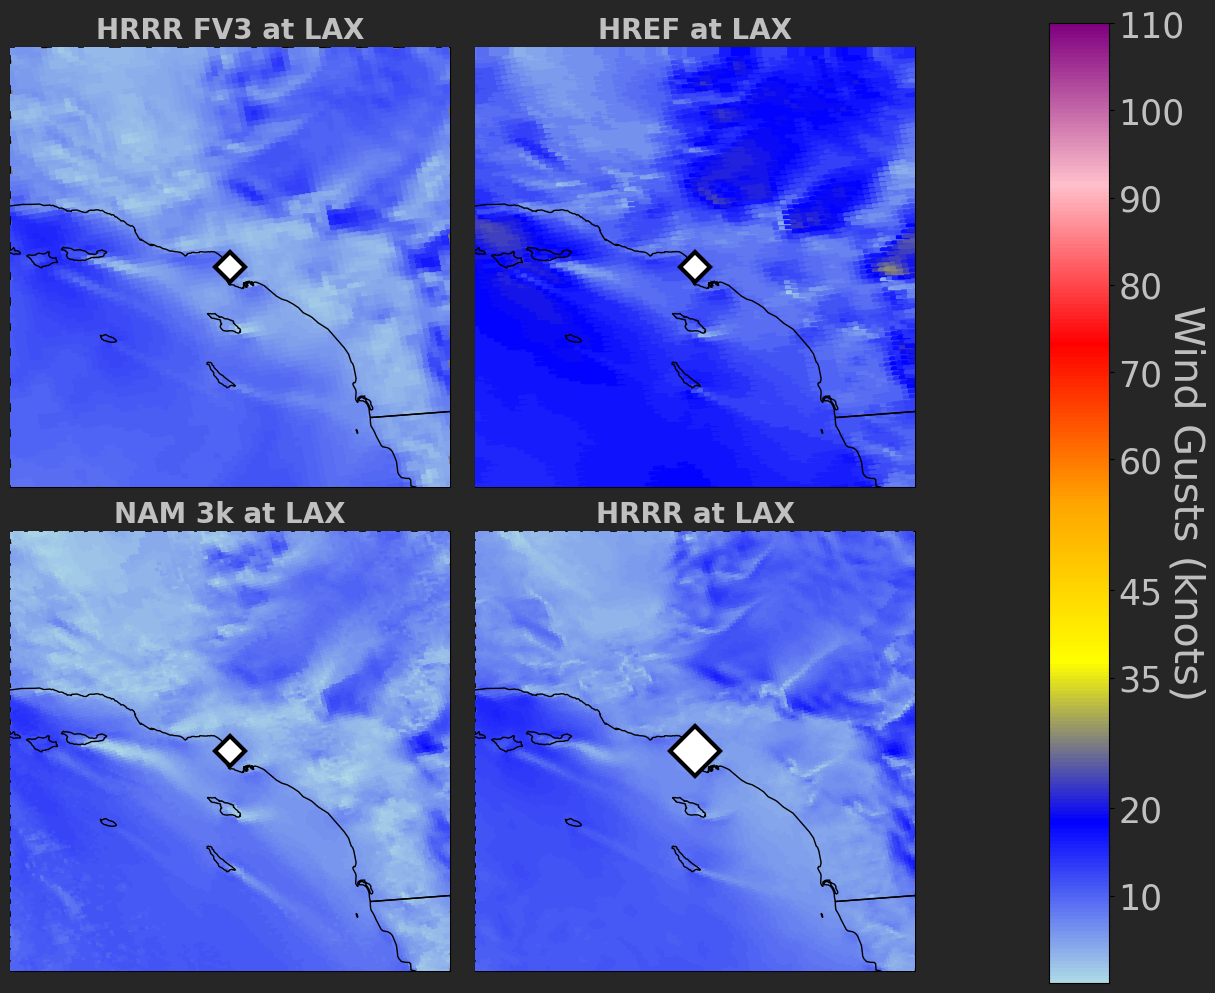 HRRR FV3 at LAX
HREF at LAX
NAM 3k at LAX
HRRR at LAX
110
100
90
80
70
60
45
35
20
10
Wind Gusts (knots)